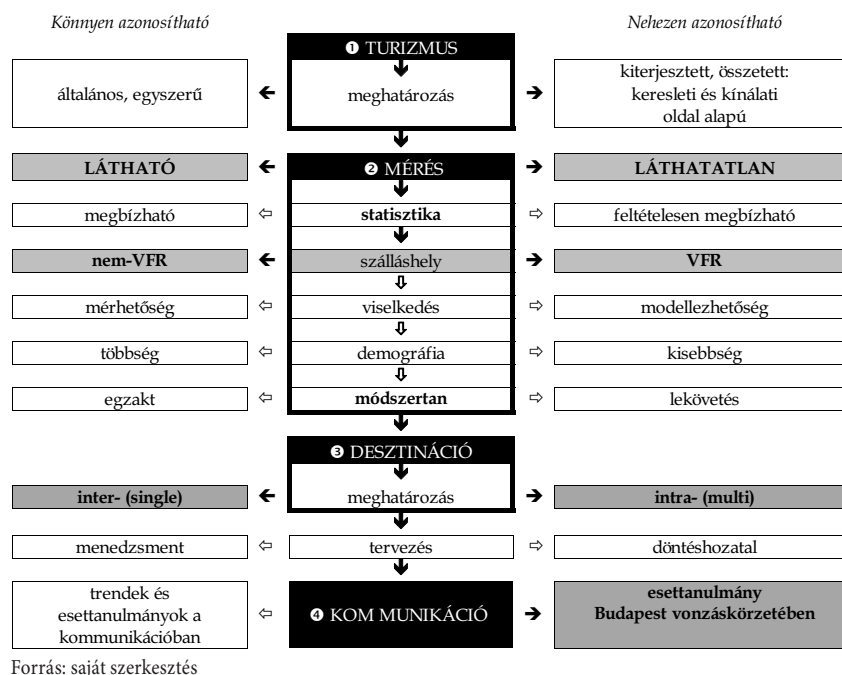 Könnyen azonosítható
Nehezen azonosítható
❶ TURIZMUS
általános, egyszerű
meghatározás
kiterjesztett, összetett:
keresleti és kínálati
oldal alapú
LÁTHATÓ
❷ MÉRÉS
LÁTHATATLAN
megbízható
statisztika
feltételesen megbízható
nem-VFR
szálláshely
VFR
mérhetőség
viselkedés
modellezhetőség
többség
demográfia
kisebbség
egzakt
módszertan
lekövetés
❸ DESZTINÁCIÓ
inter- (single)
meghatározás
intra- (multi)
menedzsment
tervezés
döntéshozatal
trendek és
esettanulmányok a
kommunikációban
❹ KOM MUNIKÁCIÓ
esettanulmány
Budapest vonzáskörzetében
Forrás: saját szerkesztés